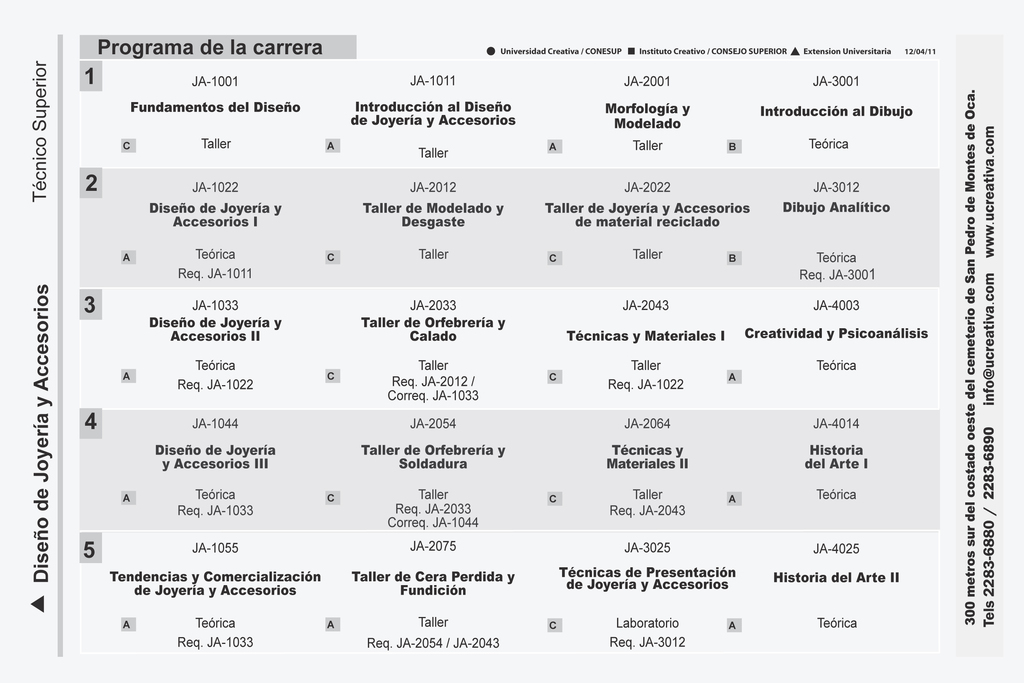 Programa de la carrera
● Universidad Creativa / CONESUP ■ Instituto Creativo / CONSEJO SUPERIOR ▲ Extension Universitaria 12/04/11
Técnico Superior
▲ Diseño de Joyería y Accesorios
1
JA-1001
Fundamentos del Diseño
C
Taller
JA-1011
Introducción al Diseño
de Joyería y Accesorios
A
Taller
JA-2001
Morfología y
Modelado
A
Taller
JA-3001
Introducción al Dibujo
B
Teórica
2
JA-1022
Diseño de Joyería y
Accesorios I
A
Teórica
Req. JA-1011
JA-2012
Taller de Modelado y
Desgaste
C
Taller
JA-2022
Taller de Joyería y Accesorios
de material reciclado
C
Taller
JA-3012
Dibujo Analítico
B
Teórica
Req. JA-3001
3
JA-1033
Diseño de Joyería y
Accesorios II
A
Teórica
Req. JA-1022
JA-2033
Taller de Orfebrería y
Calado
C
Taller
Req. JA-2012 /
Correq. JA-1033
JA-2043
Técnicas y Materiales I
C
Taller
Req. JA-1022
JA-4003
Creatividad y Psicoanálisis
A
Teórica
4
JA-1044
Diseño de Joyería
y Accesorios III
A
Teórica
Req. JA-1033
JA-2054
Taller de Orfebrería y
Soldadura
C
Taller
Req. JA-2033
Correq. JA-1044
JA-2064
Técnicas y
Materiales II
C
Taller
Req. JA-2043
JA-4014
Historia
del Arte I
A
Teórica
5
JA-1055
Tendencias y Comercialización
de Joyería y Accesorios
A
Teórica
Req. JA-1033
JA-2075
Taller de Cera Perdida y
Fundición
A
Taller
Req. JA-2054 / JA-2043
JA-3025
Técnicas de Presentación
de Joyería y Accesorios
C
Laboratorio
Req. JA-3012
JA-4025
Historia del Arte II
A
Teórica
300 metros sur del costado oeste del cemeterio de San Pedro de Montes de Oca.
Tels 2283-6880 / 2283-6890 info@ucreativa.com www.ucreativa.com